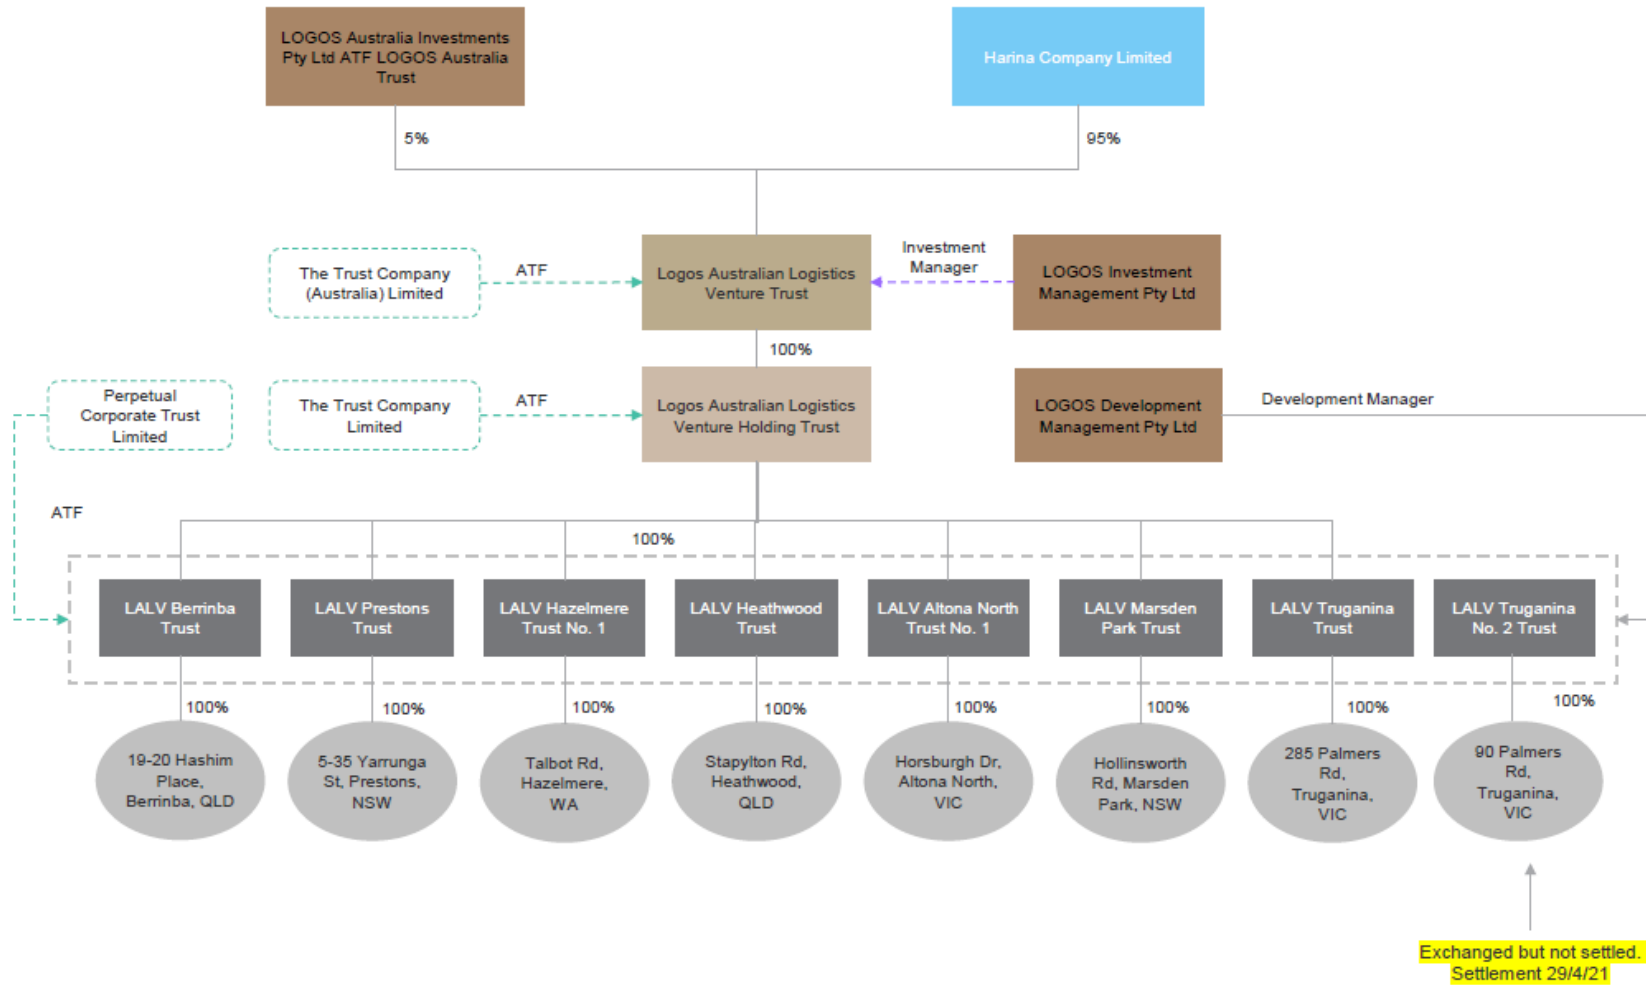 LOGOS Australia Investments
Pty Ltd ATF LOGOS Australia
Trust
Harina Company Limited
5%
95%
The Trust Company
(Australia) Limited
ATF
Logos Australian Logistics
Venture Trust
Investment
Manager
LOGOS Investment
Management Pty Ltd
100%
Perpetual
Corporate Trust
Limited
The Trust Company
Limited
ATF
Logos Australian Logistics
Venture Holding Trust
LOGOS Development
Management Pty Ltd
Development Manager
ATF
100%
LALV Berrinba
Trust
LALV Prestons
Trust
LALV Hazelmere
Trust No. 1
LALV Heathwood
Trust
LALV Altona North
Trust No. 1
LALV Marsden
Park Trust
LALV Truganina
Trust
LALV Truganina
No. 2 Trust
100%
100%
100%
100%
100%
100%
100%
100%
19-20 Hashim
Place,
Berrinba, QLD
5-35 Yarrunga
St, Prestons,
NSW
Talbot Rd,
Hazelmere,
WA
Stapylton Rd,
Heathwood,
QLD
Horsburgh Dr,
Altona North,
VIC
Hollinsworth
Rd, Marsden
Park, NSW
285 Palmers
Rd,
Truganina,
VIC
90 Palmers
Rd,
Truganina,
VIC
Exchanged but not settled.
Settlement 29/4/21